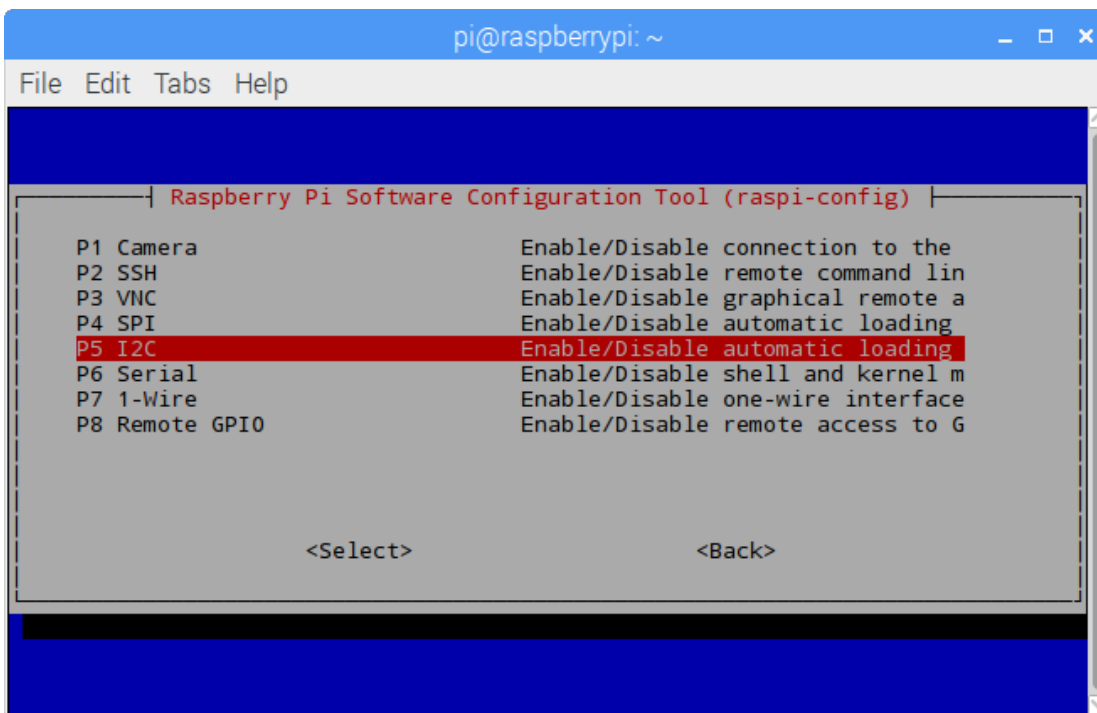 pi@raspberrypi: ~
File Edit Tabs Help
Raspberry Pi Software Configuration Tool (raspi-config)
P1 Camera Enable/Disable connection to the
P2 SSH Enable/Disable remote command lin
P3 VNC Enable/Disable graphical remote a
P4 SPI Enable/Disable automatic loading
P5 I2C Enable/Disable automatic loading
P6 Serial Enable/Disable shell and kernel m
P7 1-Wire Enable/Disable one-wire interface
P8 Remote GPIO Enable/Disable remote access to G
<Select> <Back>